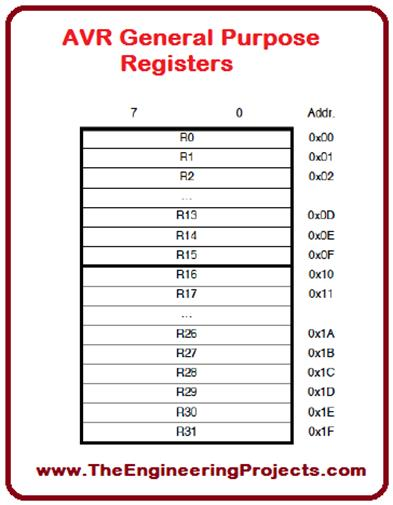 AVR General Purpose
Registers
7 0 Addr.
R0 0x00
R1 0x01
R2 0x02
...
R13 0x0D
R14 0x0E
R15 0x0F
R16 0x10
R17 0x11
...
R26 0x1A
R27 0x1B
R28 0x1C
R29 0x1D
R30 0x1E
R31 0x1F
www.TheEngineeringProjects.com